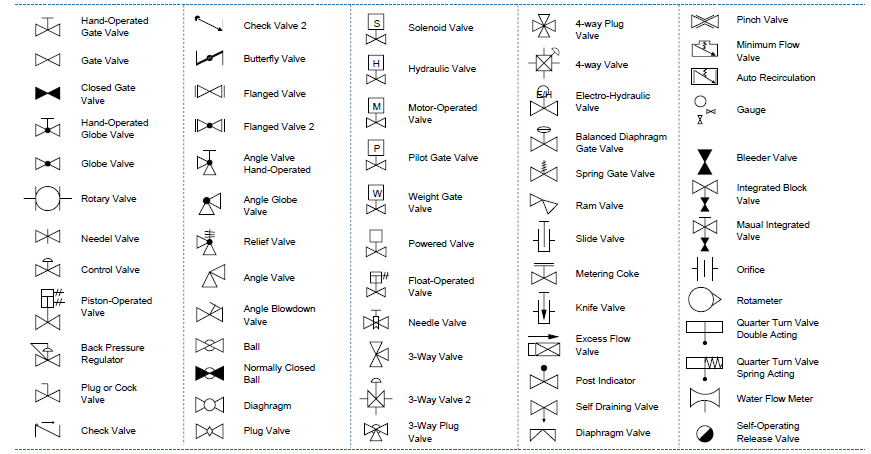 Hand-Operated
Gate Valve
Gate Valve
Closed Gate
Valve
Hand-Operated
Globe Valve
Globe Valve
Rotary Valve
Needel Valve
Control Valve
Piston-Operated
Valve
Back Pressure
Regulator
Plug or Cock
Valve
Check Valve
Check Valve 2
Butterfly Valve
Flanged Valve
Flanged Valve 2
Angle Valve
Hand-Operated
Angle Globe
Valve
Relief Valve
Angle Valve
Angle Blowdown
Valve
Ball
Normally Closed
Ball
Diaghragm
Plug Valve
S
Solenoid Valve
H
Hydraulic Valve
M
Motor-Operated
Valve
P
Pilot Gate Valve
W
Weight Gate
Valve
Powered Valve
Float-Operated
Valve
Needle Valve
3-Way Valve
3-Way Valve 2
3-Way Plug
Valve
4-way Plug
Valve
4-way Valve
E/H
Electro-Hydraulic
Valve
Balanced Diaphragm
Gate Valve
Spring Gate Valve
Ram Valve
Slide Valve
Metering Coke
Knife Valve
Excess Flow
Valve
Post Indicator
Self Draining Valve
Diaphragm Valve
Pinch Valve
Minimum Flow
Valve
Auto Recirculation
Gauge
Bleeder Valve
Integrated Block
Valve
Maual Integrated
Valve
Orifice
Rotameter
Quarter Turn Valve
Double Acting
Quarter Turn Valve
Spring Acting
Water Flow Meter
Self-Operating
Release Valve